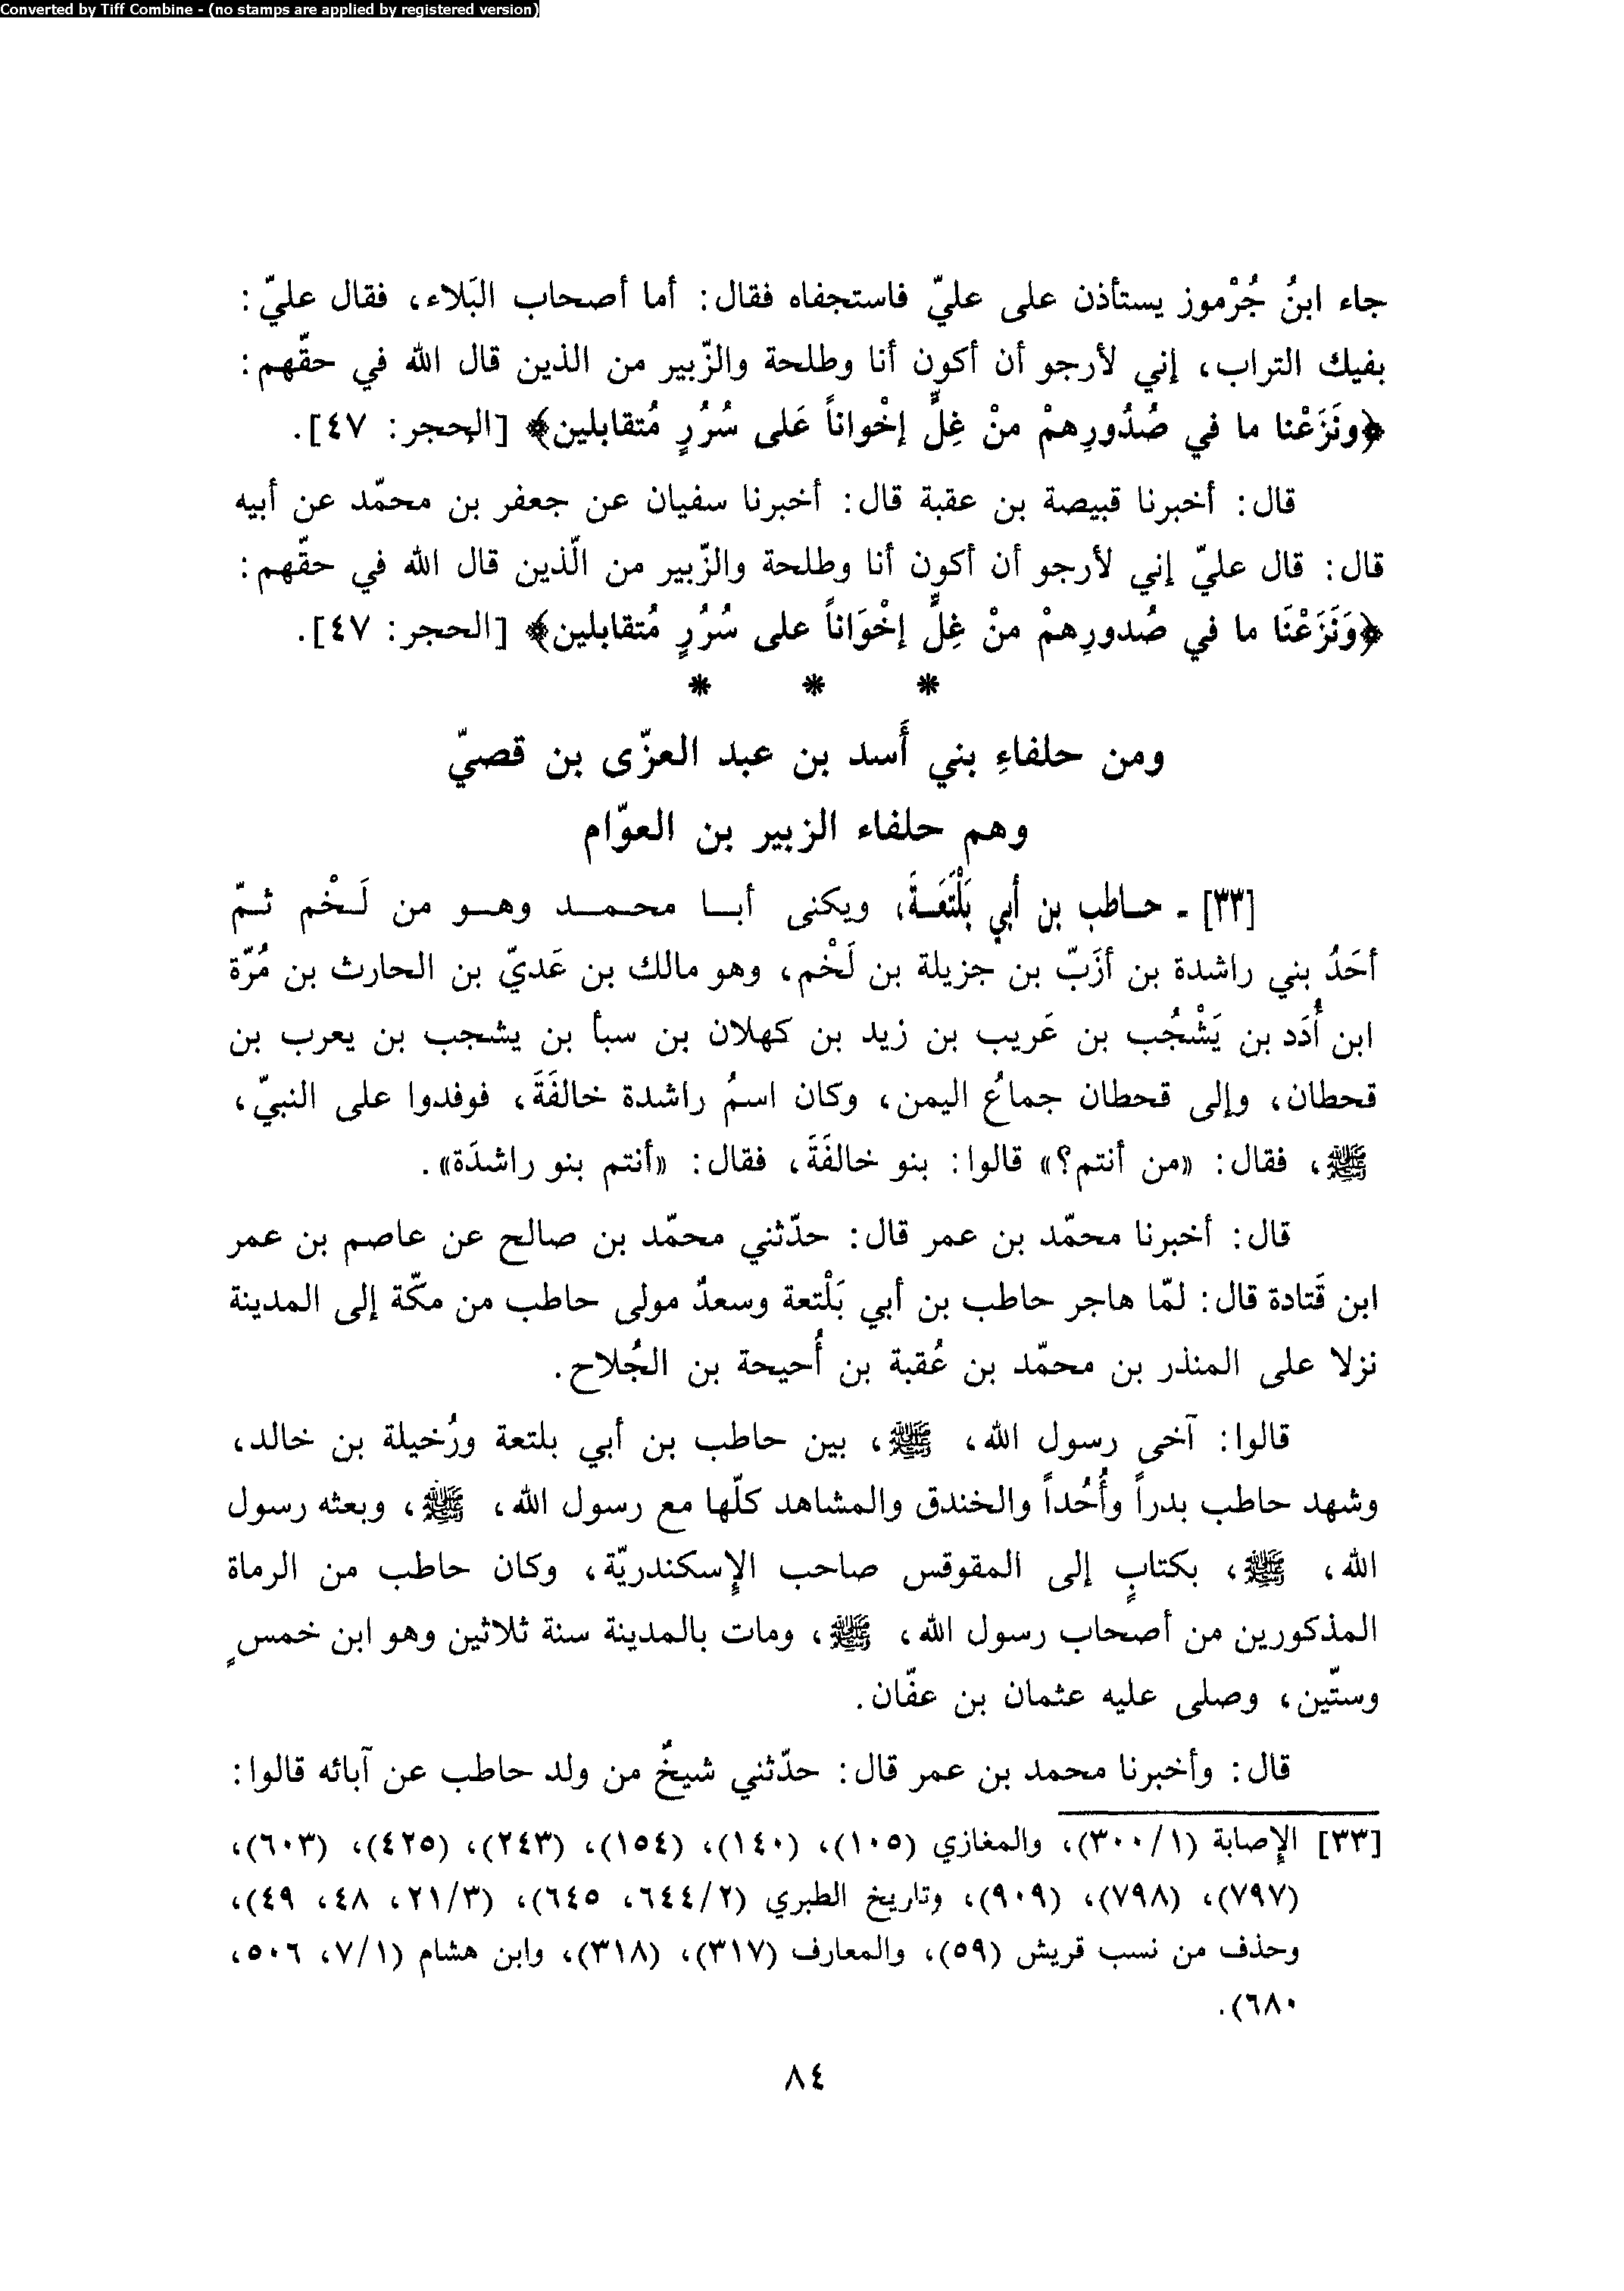 Converted by Tiff Combine - (no stamps are applied by registered version)
جاء ابنُ جُرْموز يستأذن على عليّ فاستجفاه فقال: أما أصحاب البَلاء، فقال عليّ:
بفيك التراب، إني لأرجو أن أكون أنا وطلحة والزّبير من الذين قال الله في حقّهم:
﴿ونَزَعْنا ما في صُدُورِهمْ منْ غِلٍّ إخْواناً عَلى سُرُرٍ مُتقابلين﴾ [الحجر: ٤٧].
قال: أخبرنا قبيصة بن عقبة قال: أخبرنا سفيان عن جعفر بن محمّد عن أبيه
قال: قال عليّ إني لأرجو أن أكون أنا وطلحة والزّبير من الّذين قال الله في حقّهم:
﴿وَنَزَعْنَا ما في صُدورِهمْ منْ غِلٍّ إخْوَاناً على سُرُرٍ مُتقابلين﴾ [الحجر: ٤٧].
* * *
ومن حلفاءِ بني أَسد بن عبد العزّى بن قصيّ
وهم حلفاء الزبير بن العوّام
[٣٣] - حاطب بن أبي بَلْتَعَةَ، ويكنى أبا محمد وهو من لَخْم ثمّ
أحَدُ بني راشدة بن أزَبّ بن جزيلة بن لَخْم، وهو مالك بن عَديّ بن الحارث بن مُرّة
ابن أُدَد بن يَشْجُب بن عَريب بن زيد بن كهلان بن سبأ بن يشجب بن يعرب بن
قحطان، وإلى قحطان جماعُ اليمن، وكان اسمُ راشدة خالفَةَ، فوفدوا على النبيّ،
ﷺ، فقال: «من أنتم؟» قالوا: بنو خالفَةَ، فقال: «أنتم بنو راشدَة».
قال: أخبرنا محمّد بن عمر قال: حدّثني محمّد بن صالح عن عاصم بن عمر
ابن قَتادة قال: لمّا هاجر حاطب بن أبي بَلْتعة وسعدٌ مولى حاطب من مكّة إلى المدينة
نزلا على المنذر بن محمّد بن عُقبة بن أُحيحة بن الجُلاح.
قالوا: آخى رسول الله، ﷺ، بين حاطب بن أبي بلتعة ورُخيلة بن خالد،
وشهد حاطب بدراً وأُحُداً والخندق والمشاهد كلّها مع رسول الله، ﷺ، وبعثه رسول
الله، ﷺ، بكتابٍ إلى المقوقس صاحب الإسكندريّة، وكان حاطب من الرماة
المذكورين من أصحاب رسول الله، ﷺ، ومات بالمدينة سنة ثلاثين وهو ابن خمسٍ
وستّين، وصلى عليه عثمان بن عفّان.
قال: وأخبرنا محمد بن عمر قال: حدّثني شيخٌ من ولد حاطب عن آبائه قالوا:
[٣٣] الإصابة (٣٠٠/١)، والمغازي (١٠٥)، (١٤٠)، (١٥٤)، (٢٤٣)، (٤٢٥)، (٦٠٣)،
(٧٩٧)، (٧٩٨)، (٩٠٩)، وتاريخ الطبري (٦٤٤/٢، ٦٤٥)، (٢١/٣، ٤٨، ٤٩)،
وحذف من نسب قريش (٥٩)، والمعارف (٣١٧)، (٣١٨)، وابن هشام (٧/١، ٥٠٦،
٦٨٠).
٨٤